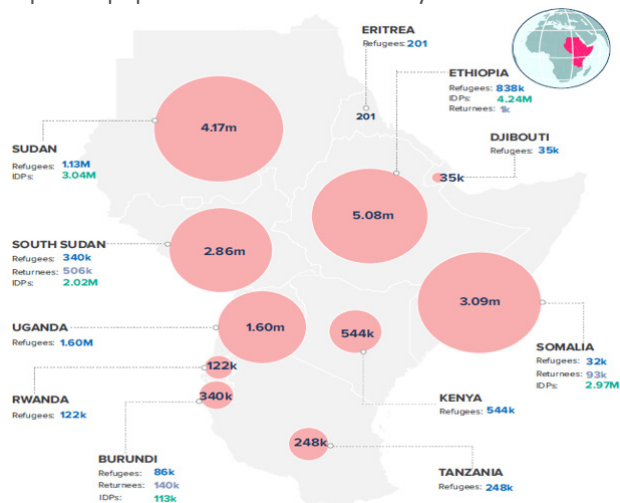 ERITREA
Refugees: 201
ETHIOPIA
Refugees: 838k
IDPs: 4.24M
Returnees: 1k
201
DJIBOUTI
Refugees: 35k
4.17m
35k
SUDAN
Refugees: 1.13M
IDPs: 3.04M
5.08m
SOUTH SUDAN
Refugees: 340k
Returnees: 506k
IDPs: 2.02M
2.86m
3.09m
UGANDA
Refugees: 1.60M
1.60m
544k
SOMALIA
Refugees: 32k
Returnees: 93k
IDPs: 2.97M
122k
RWANDA
Refugees: 122k
340k
KENYA
Refugees: 544k
248k
BURUNDI
Refugees: 86k
Returnees: 140k
IDPs: 113k
TANZANIA
Refugees: 248k